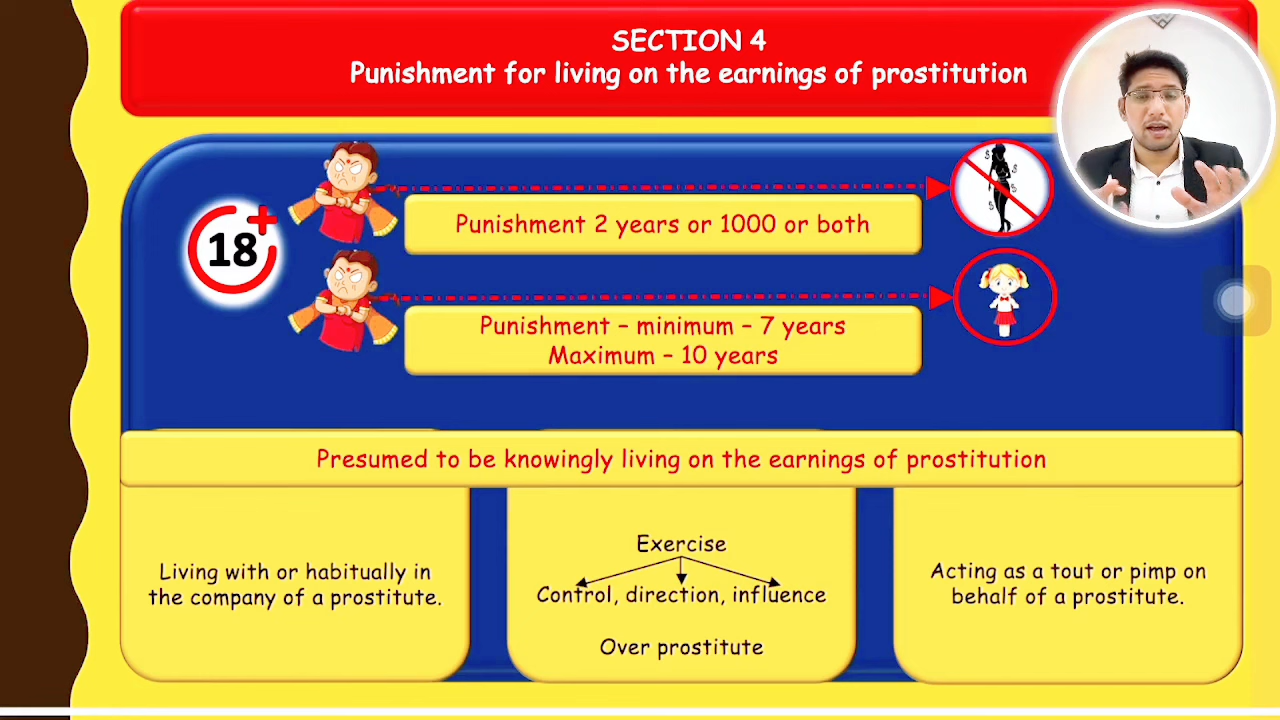 SECTION 4
Punishment for living on the earnings of prostitution
18+
Punishment 2 years or 1000 or both
$
$
$
$
Punishment – minimum – 7 years
Maximum – 10 years
Presumed to be knowingly living on the earnings of prostitution
Living with or habitually in
the company of a prostitute.
Exercise
Control, direction, influence
Over prostitute
Acting as a tout or pimp on
behalf of a prostitute.